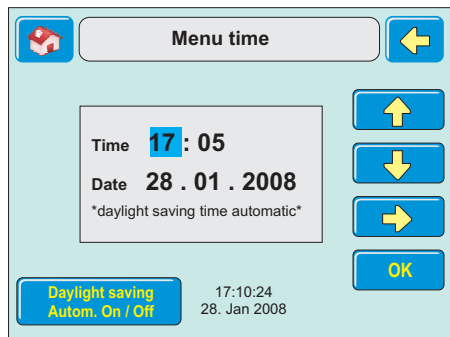 Menu time
Time 17 : 05
Date 28 . 01 . 2008
*daylight saving time automatic*
OK
Daylight saving
Autom. On / Off
17:10:24
28. Jan 2008